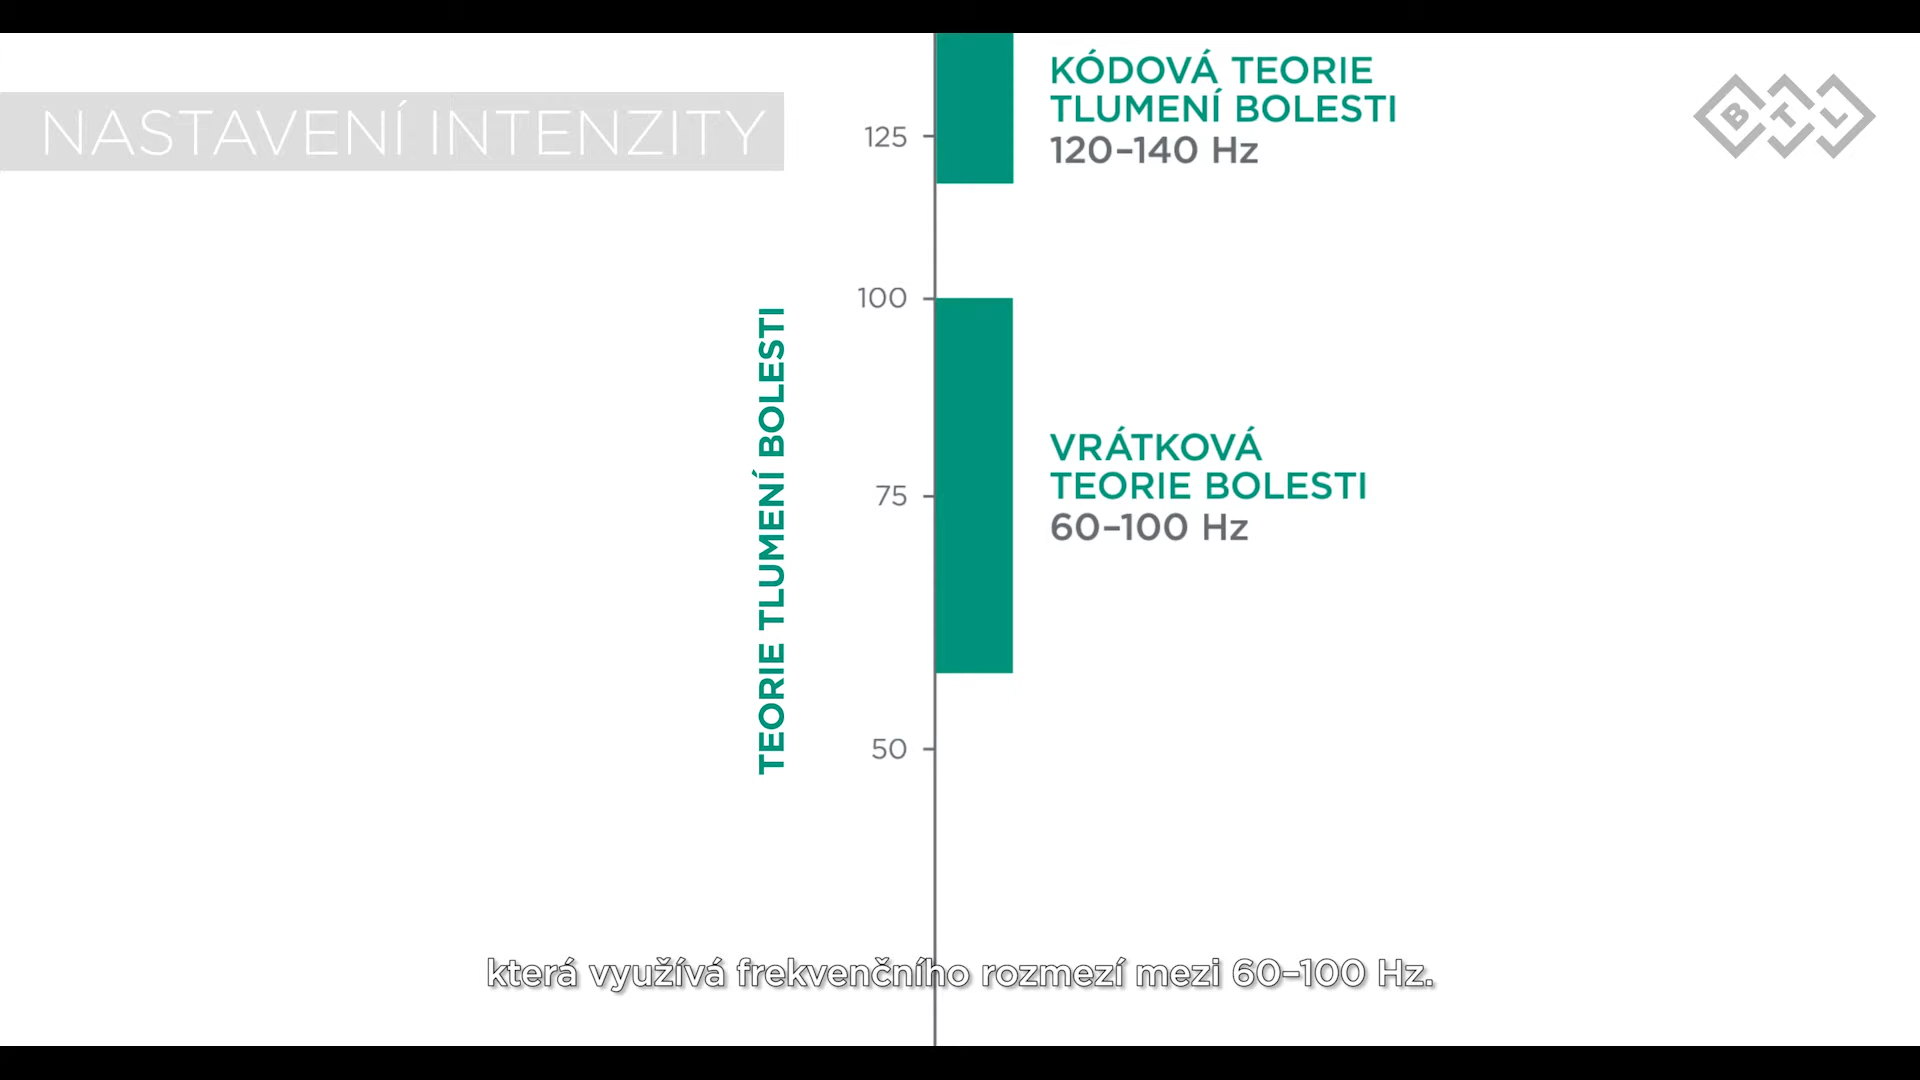 NASTAVENÍ INTENZITY
KÓDOVÁ TEORIE
TLUMENÍ BOLESTI
120–140 Hz
BTL
125
100
TEORIE TLUMENÍ BOLESTI
VRÁTKOVÁ
TEORIE BOLESTI
60–100 Hz
75
50
která využívá frekvenčního rozmezí mezi 60–100 Hz.